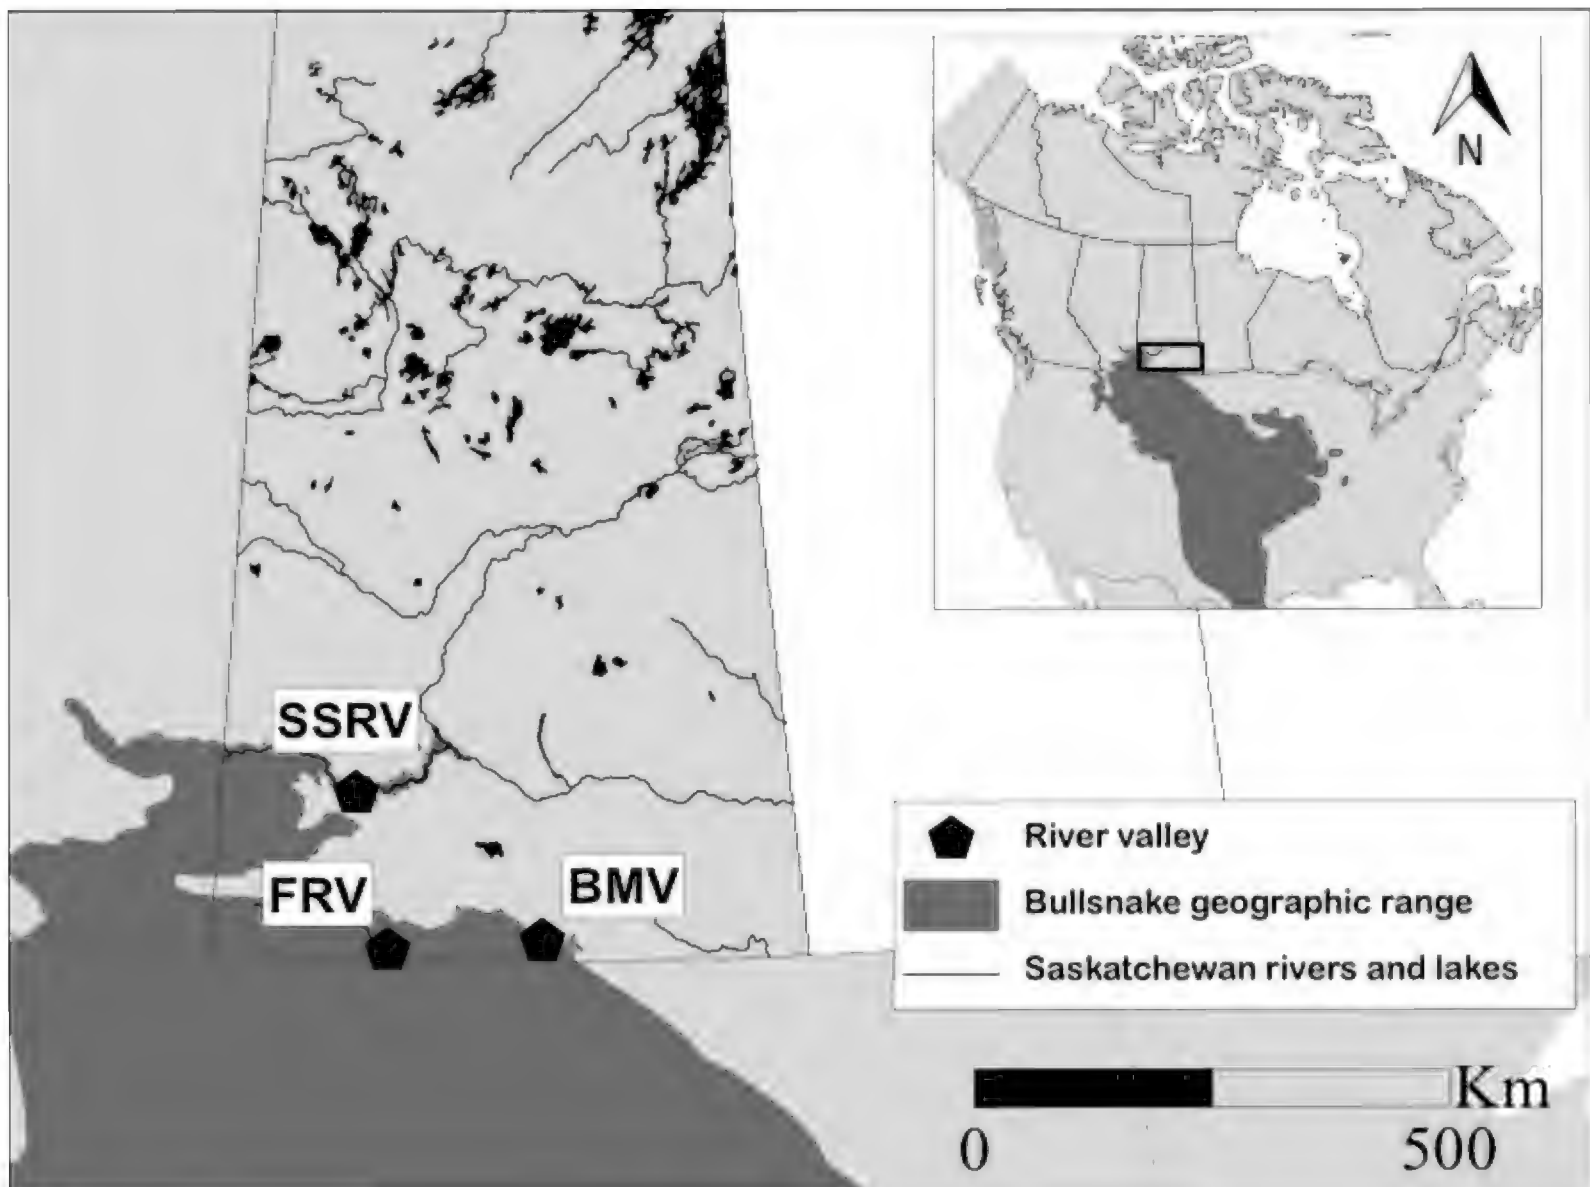 N
SSRV
FRV
BMV
River valley
Bullsnake geographic range
Saskatchewan rivers and lakes
Km
0 500